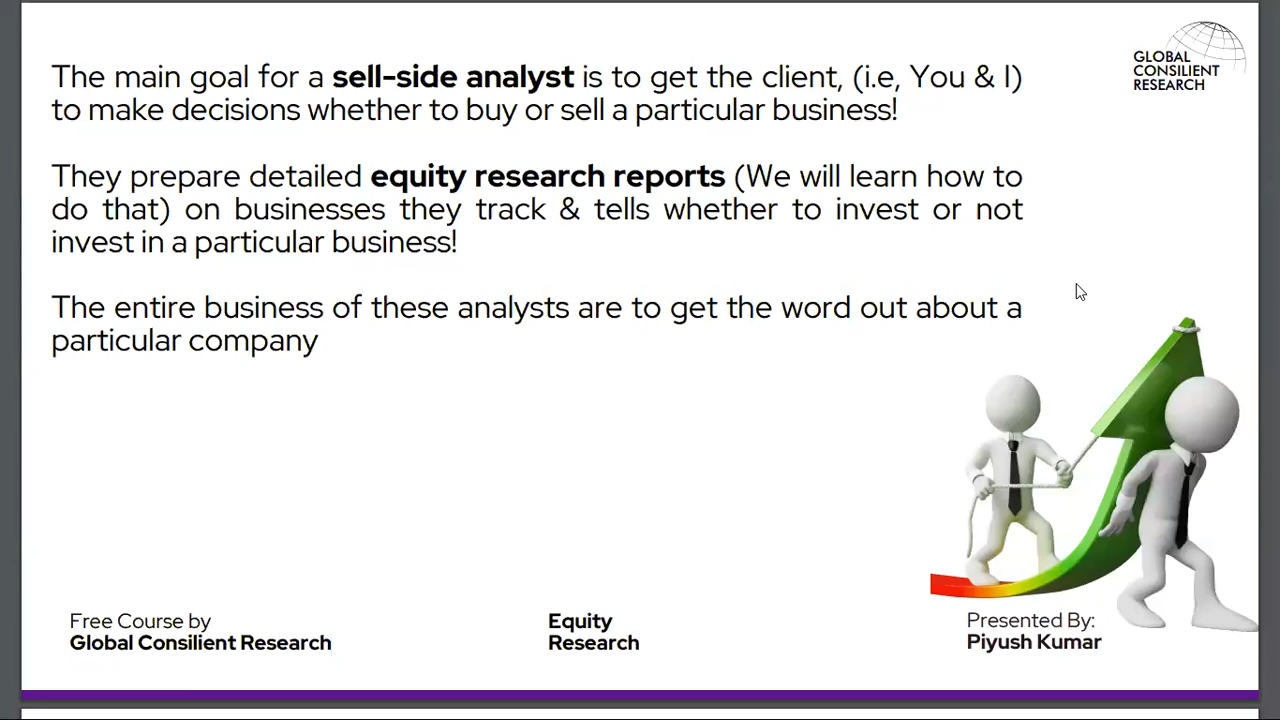 GLOBAL
CONSILIENT
RESEARCH
The main goal for a sell-side analyst is to get the client, (i.e, You & I)
to make decisions whether to buy or sell a particular business!
They prepare detailed equity research reports (We will learn how to
do that) on businesses they track & tells whether to invest or not
invest in a particular business!
The entire business of these analysts are to get the word out about a
particular company
Free Course by
Global Consilient Research
Equity
Research
Presented By:
Piyush Kumar